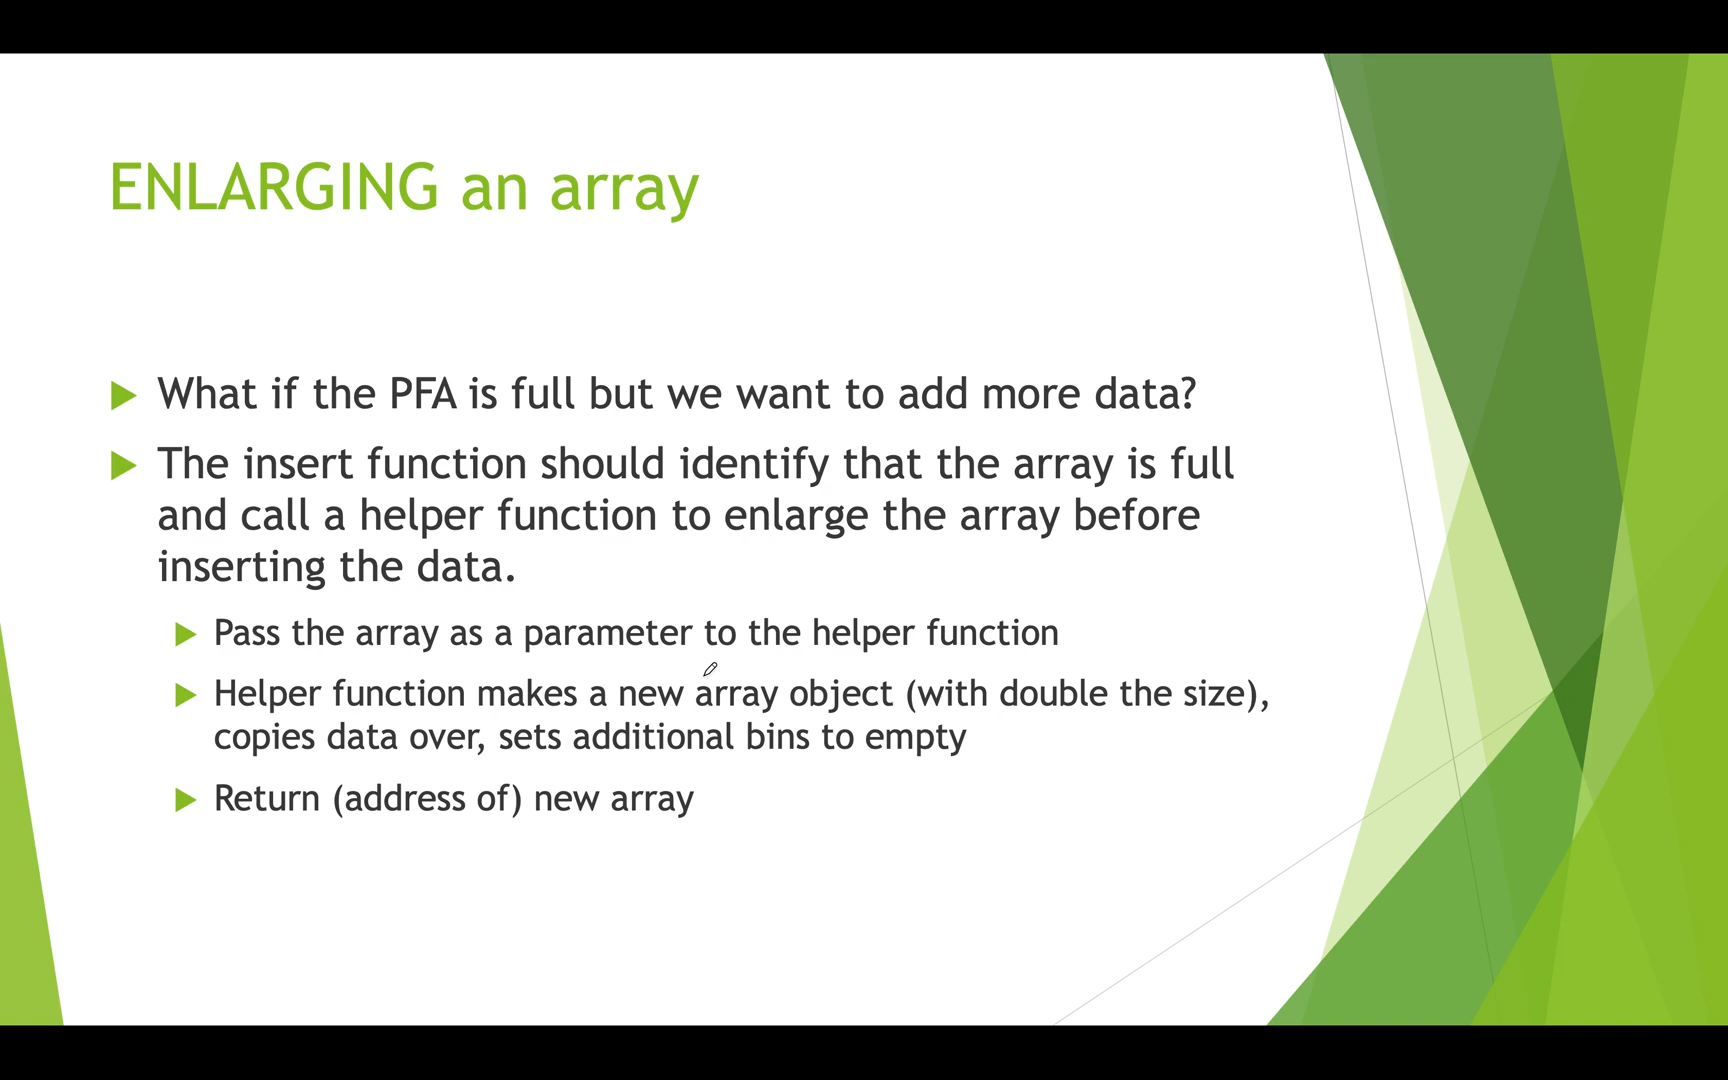 ENLARGING an array
What if the PFA is full but we want to add more data?
The insert function should identify that the array is full
and call a helper function to enlarge the array before
inserting the data.
Pass the array as a parameter to the helper function
Helper function makes a new array object (with double the size),
copies data over, sets additional bins to empty
Return (address of) new array